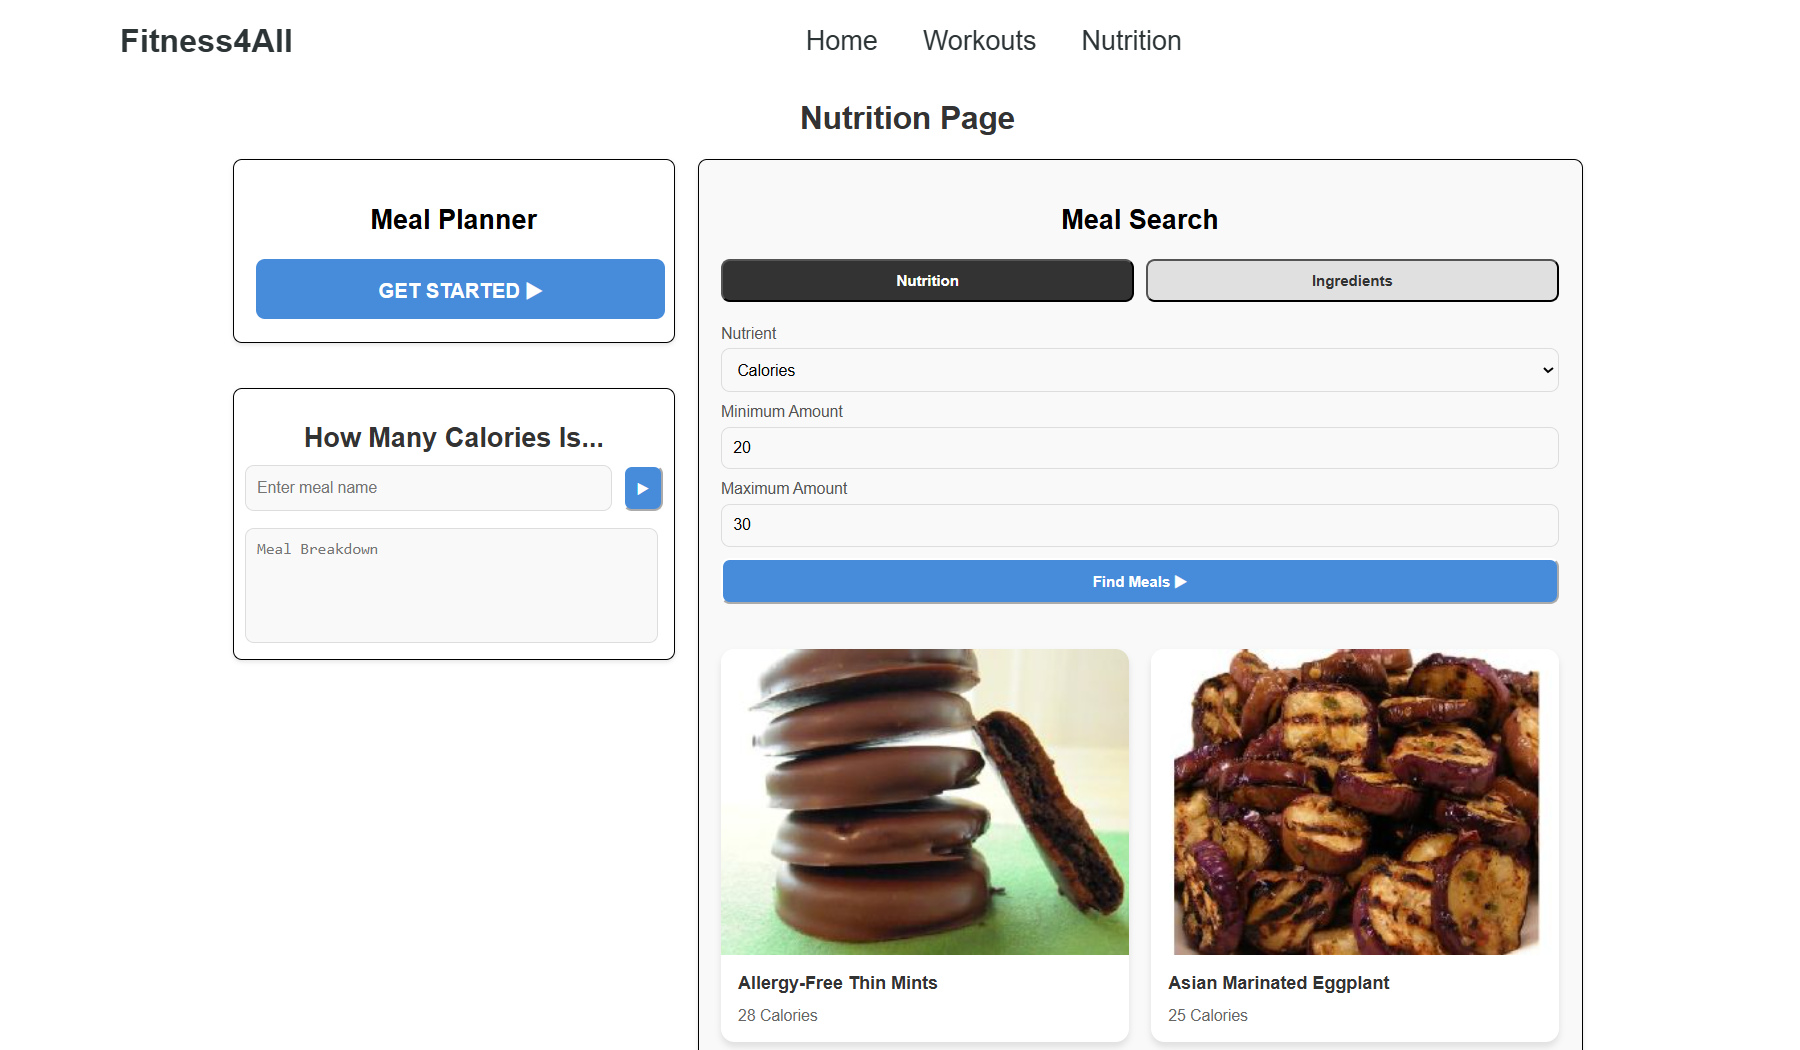 Fitness4All
Home Workouts Nutrition
Nutrition Page
Meal Planner
GET STARTED ▶
How Many Calories Is...
Enter meal name
▶
Meal Breakdown
Meal Search
Nutrition Ingredients
Nutrient
Calories
Minimum Amount
20
Maximum Amount
30
Find Meals ▶
Allergy-Free Thin Mints
28 Calories
Asian Marinated Eggplant
25 Calories